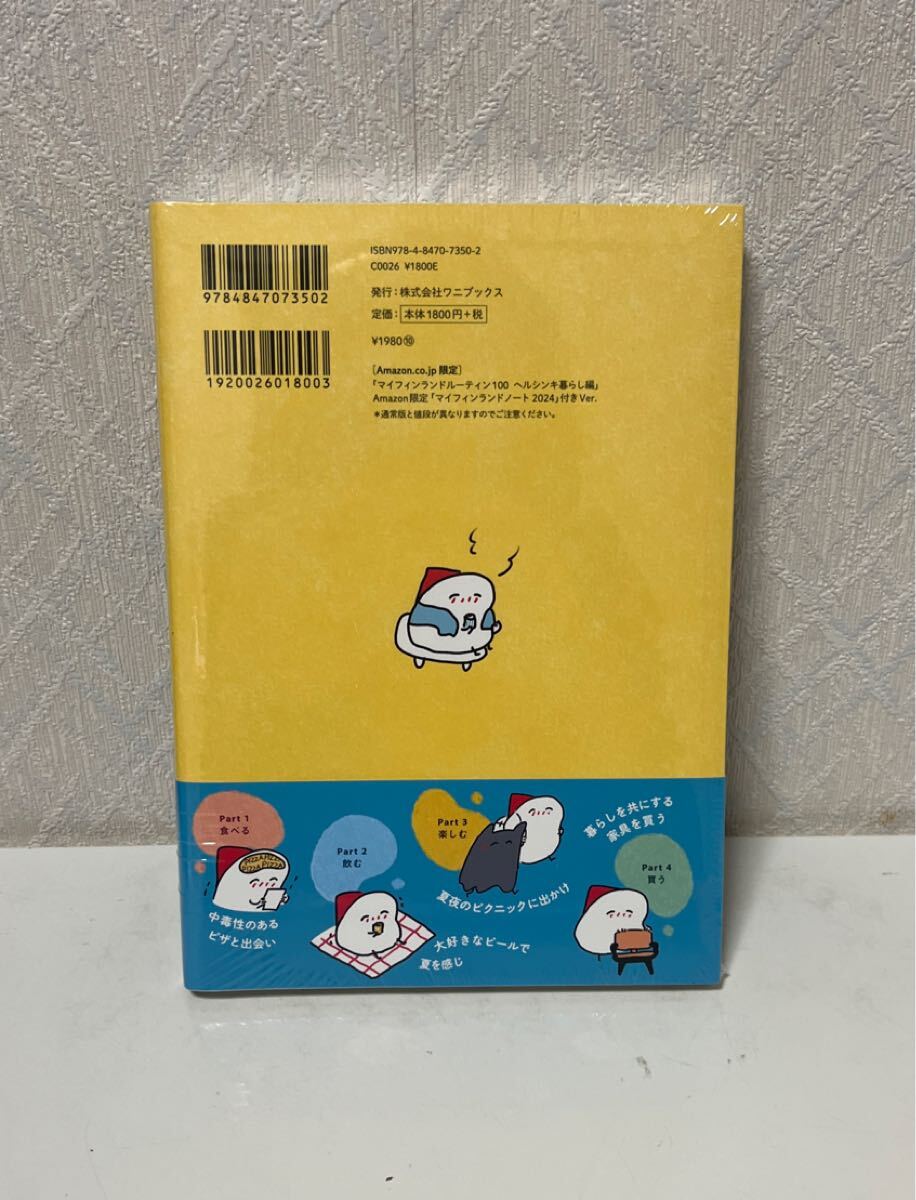 ISBN978-4-8470-7350-2
C0026 ¥1800E
9784847073502
発行：株式会社ワニブックス
定価：本体1800円+税
¥1980⑩
1920026018003
［Amazon.co.jp 限定］
『マイフィンランドルーティン100 ヘルシンキ暮らし編』
Amazon限定「マイフィンランドノート2024」付きVer.
＊通常版と値段が異なりますのでご注意ください。
Part 1
食べる
中毒性のある
ピザと出会い
Part 2
飲む
大好きなビールで
夏を感じ
Part 3
楽しむ
夏夜のピクニックに出かけ
暮らしを共にする
家具を買う
Part 4
買う